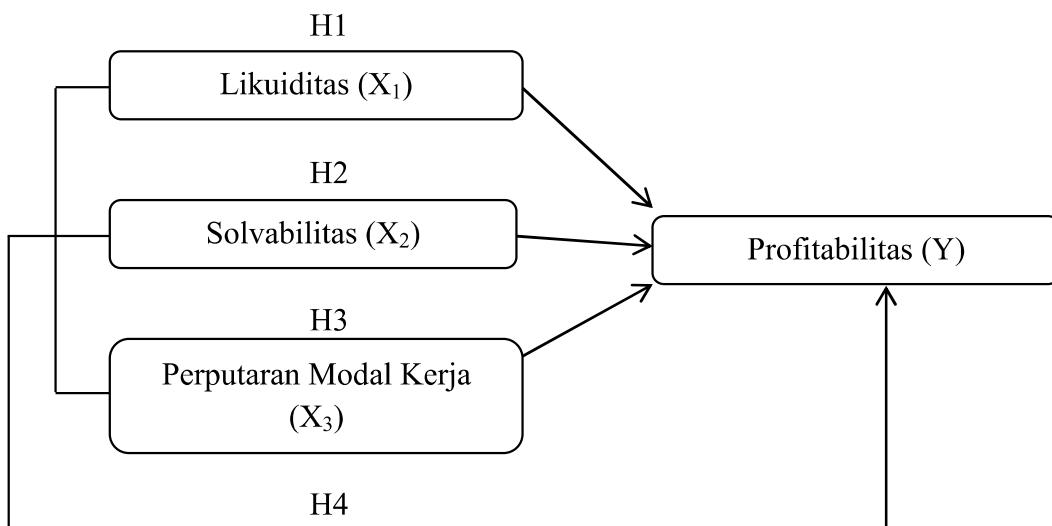 H1
Likuiditas (X₁)
H2
Solvabilitas (X₂)
Profitabilitas (Y)
H3
Perputaran Modal Kerja
(X₃)
H4